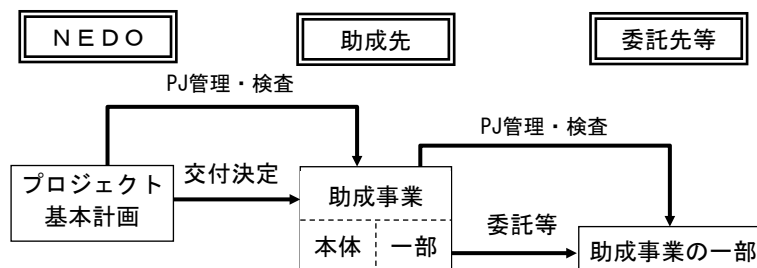 ＮＥＤＯ
助成先
委託先等
PJ管理・検査
PJ管理・検査
プロジェクト
基本計画
交付決定
助成事業
本体
一部
委託等
助成事業の一部